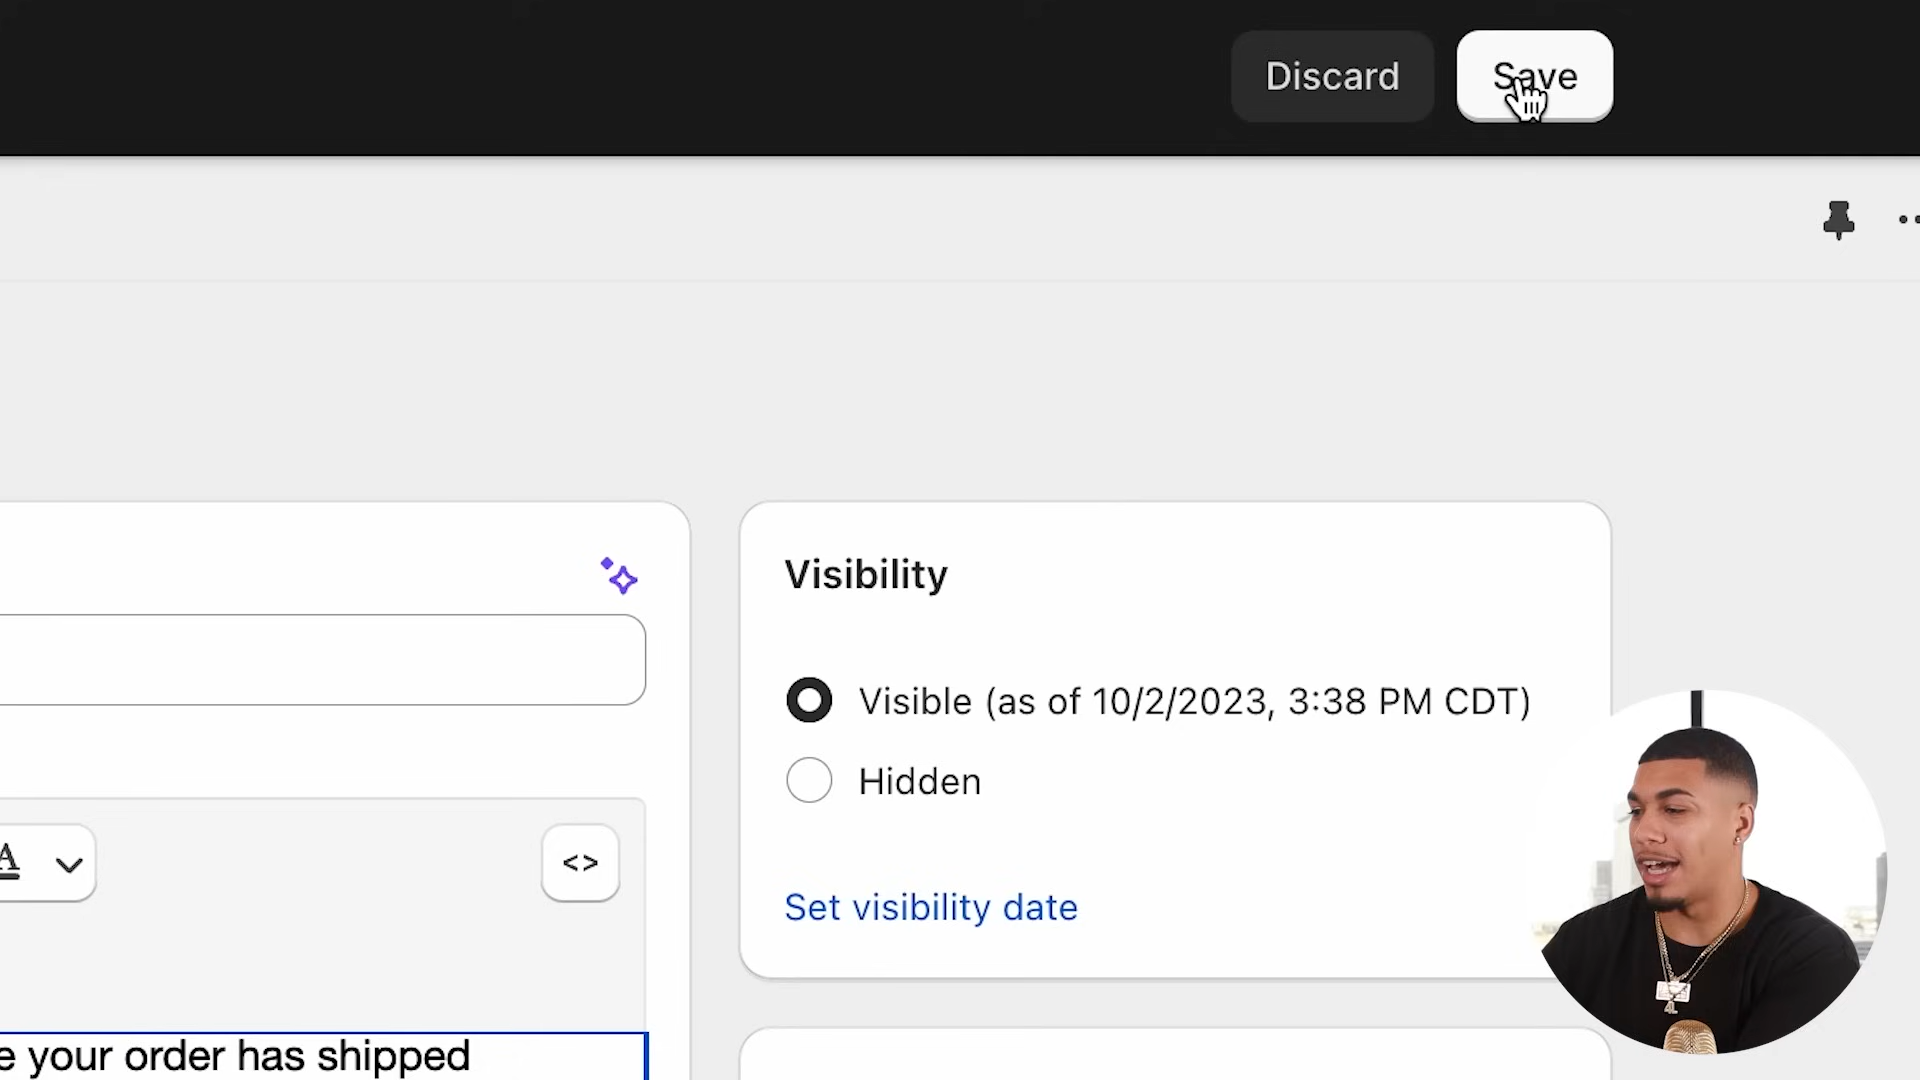 Discard
Save
Visibility
Visible (as of 10/2/2023, 3:38 PM CDT)
Hidden
A
<>
Set visibility date
e your order has shipped